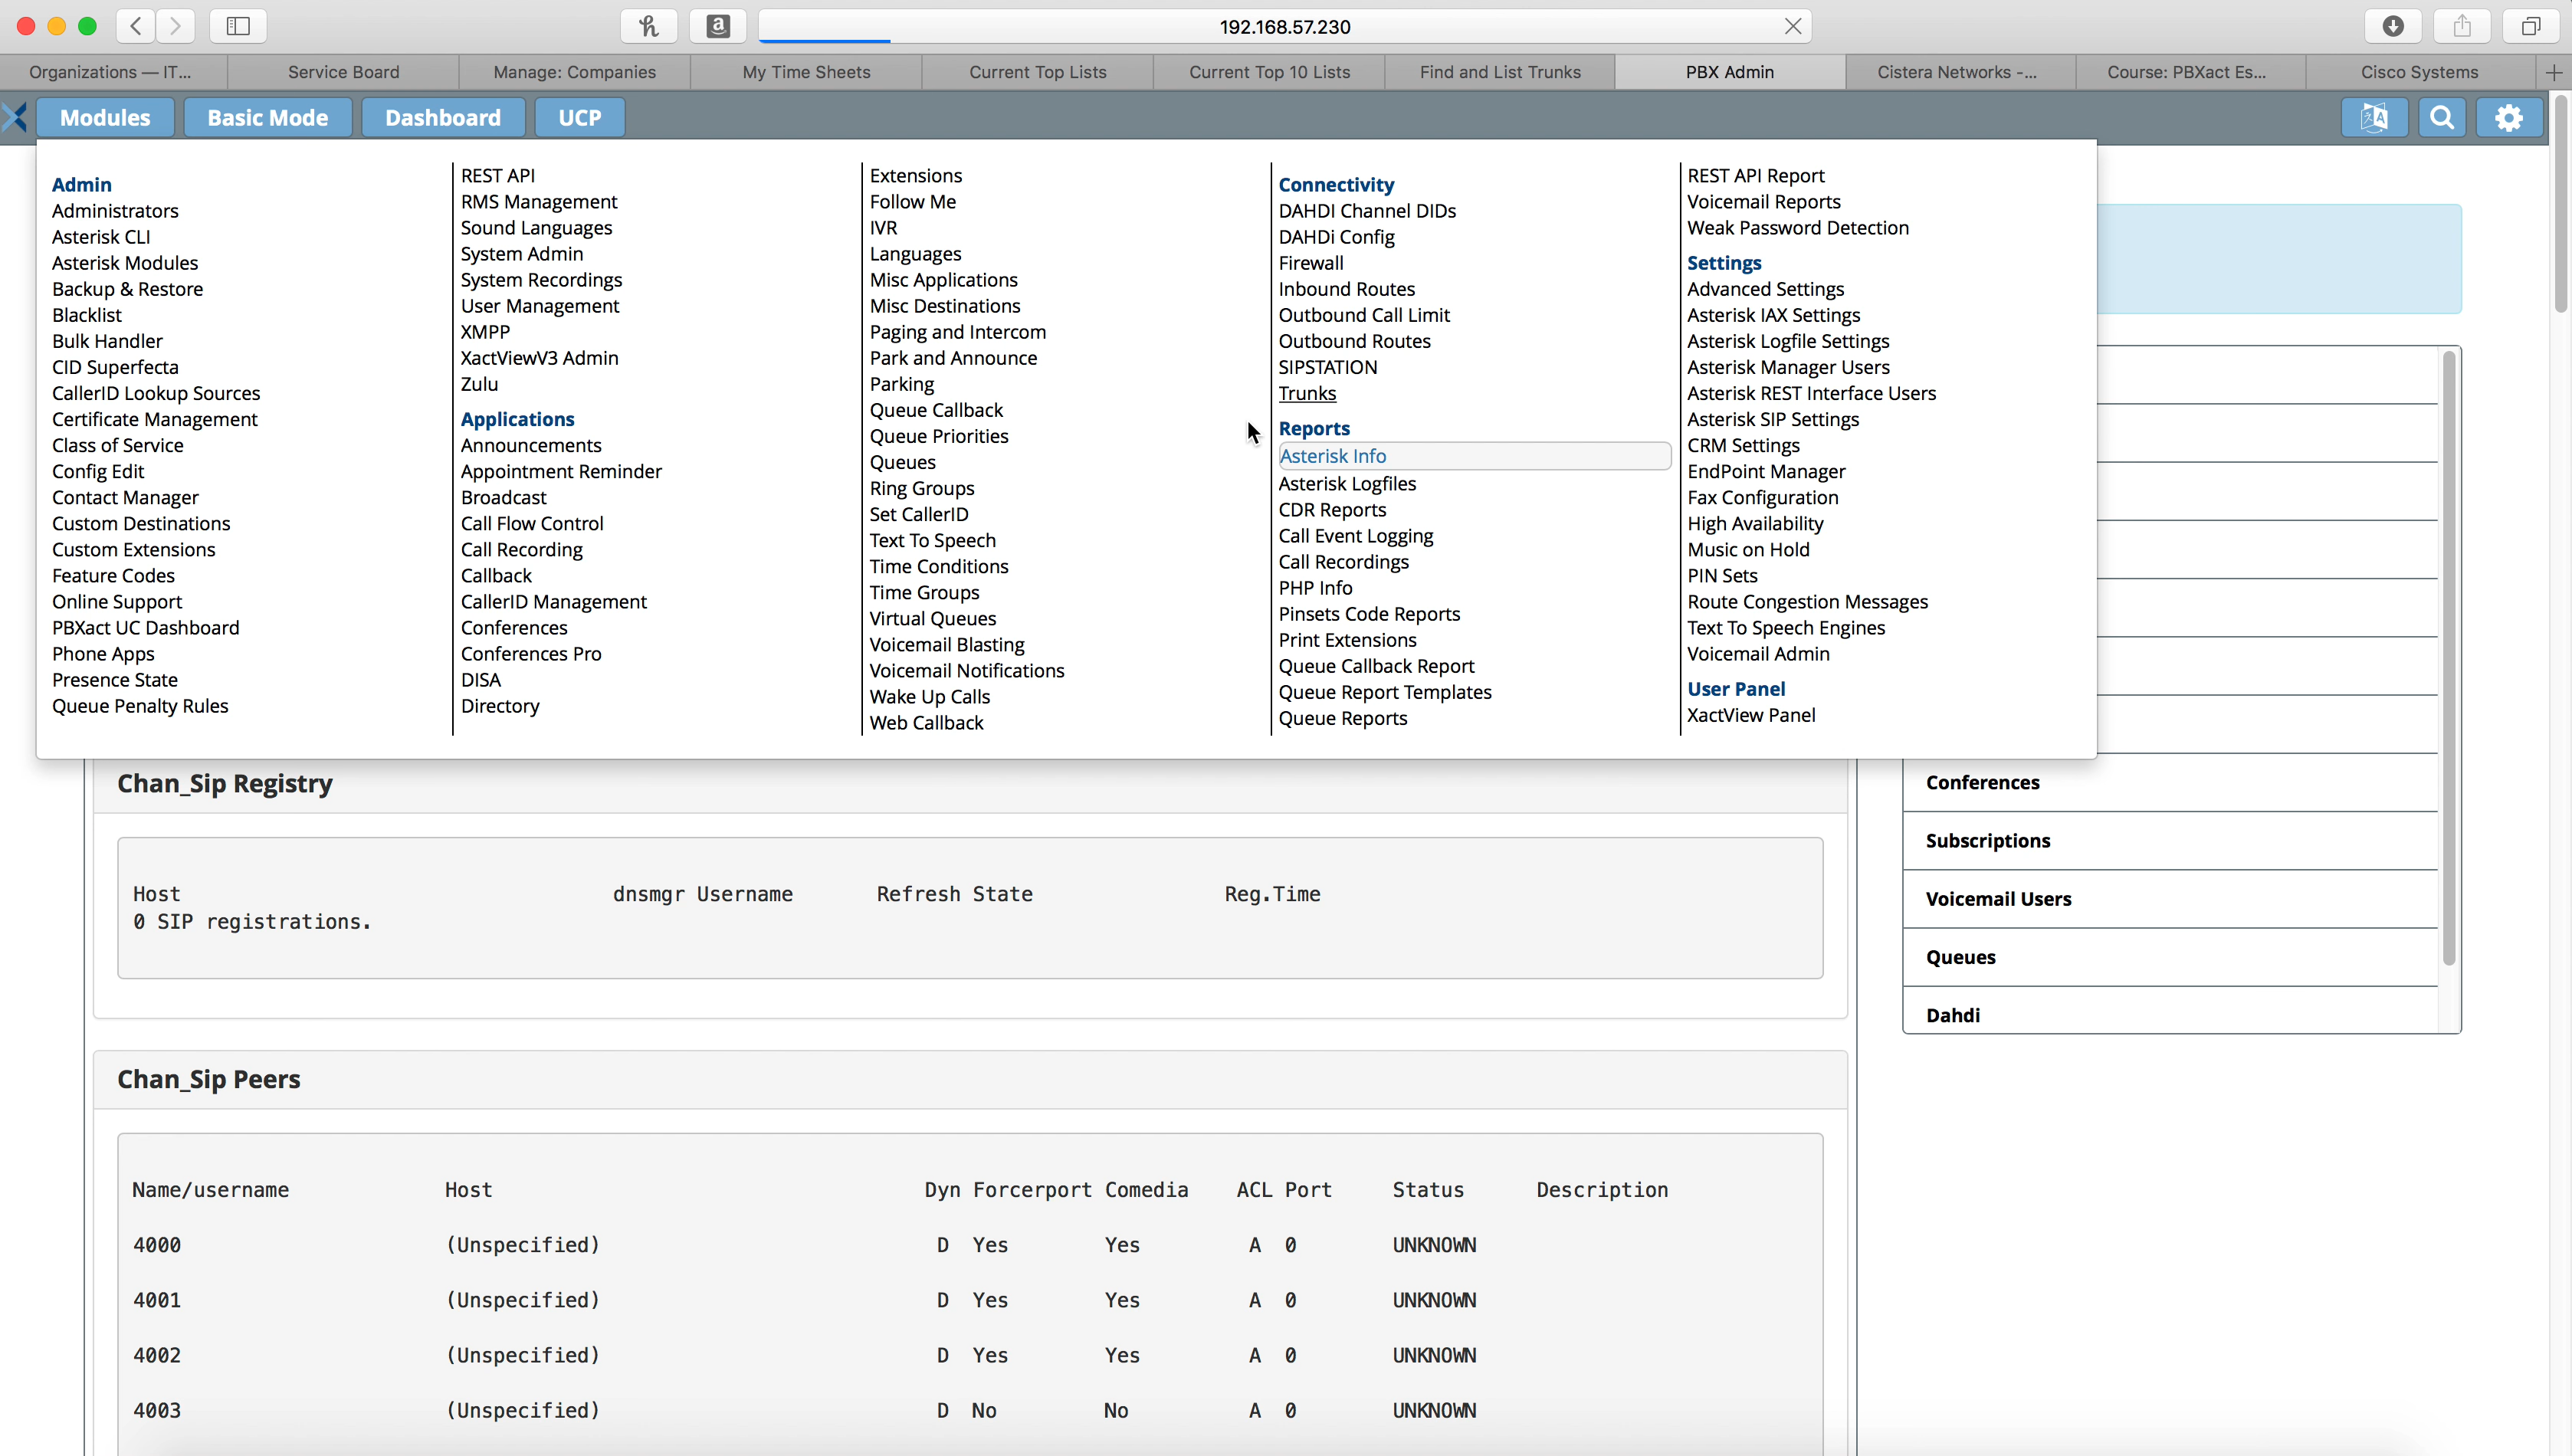 192.168.57.230
Organizations — IT...
Service Board
Manage: Companies
My Time Sheets
Current Top Lists
Current Top 10 Lists
Find and List Trunks
PBX Admin
Cistera Networks -...
Course: PBXact Es...
Cisco Systems
Modules
Basic Mode
Dashboard
UCP
Admin
Administrators
Asterisk CLI
Asterisk Modules
Backup & Restore
Blacklist
Bulk Handler
CID Superfecta
CallerID Lookup Sources
Certificate Management
Class of Service
Config Edit
Contact Manager
Custom Destinations
Custom Extensions
Feature Codes
Online Support
PBXact UC Dashboard
Phone Apps
Presence State
Queue Penalty Rules
REST API
RMS Management
Sound Languages
System Admin
System Recordings
User Management
XMPP
XactViewV3 Admin
Zulu
Applications
Announcements
Appointment Reminder
Broadcast
Call Flow Control
Call Recording
Callback
CallerID Management
Conferences
Conferences Pro
DISA
Directory
Extensions
Follow Me
IVR
Languages
Misc Applications
Misc Destinations
Paging and Intercom
Park and Announce
Parking
Queue Callback
Queue Priorities
Queues
Ring Groups
Set CallerID
Text To Speech
Time Conditions
Time Groups
Virtual Queues
Voicemail Blasting
Voicemail Notifications
Wake Up Calls
Web Callback
Connectivity
DAHDI Channel DIDs
DAHDi Config
Firewall
Inbound Routes
Outbound Call Limit
Outbound Routes
SIPSTATION
Trunks
Reports
Asterisk Info
Asterisk Logfiles
CDR Reports
Call Event Logging
Call Recordings
PHP Info
Pinsets Code Reports
Print Extensions
Queue Callback Report
Queue Report Templates
Queue Reports
REST API Report
Voicemail Reports
Weak Password Detection
Settings
Advanced Settings
Asterisk IAX Settings
Asterisk Logfile Settings
Asterisk Manager Users
Asterisk REST Interface Users
Asterisk SIP Settings
CRM Settings
EndPoint Manager
Fax Configuration
High Availability
Music on Hold
PIN Sets
Route Congestion Messages
Text To Speech Engines
Voicemail Admin
User Panel
XactView Panel
Chan_Sip Registry
Host dnsmgr Username Refresh State Reg.Time
0 SIP registrations.
Chan_Sip Peers
Name/username Host Dyn Forcerport Comedia ACL Port Status Description
4000 (Unspecified) D Yes Yes A 0 UNKNOWN
4001 (Unspecified) D Yes Yes A 0 UNKNOWN
4002 (Unspecified) D Yes Yes A 0 UNKNOWN
4003 (Unspecified) D No No A 0 UNKNOWN
Conferences
Subscriptions
Voicemail Users
Queues
Dahdi